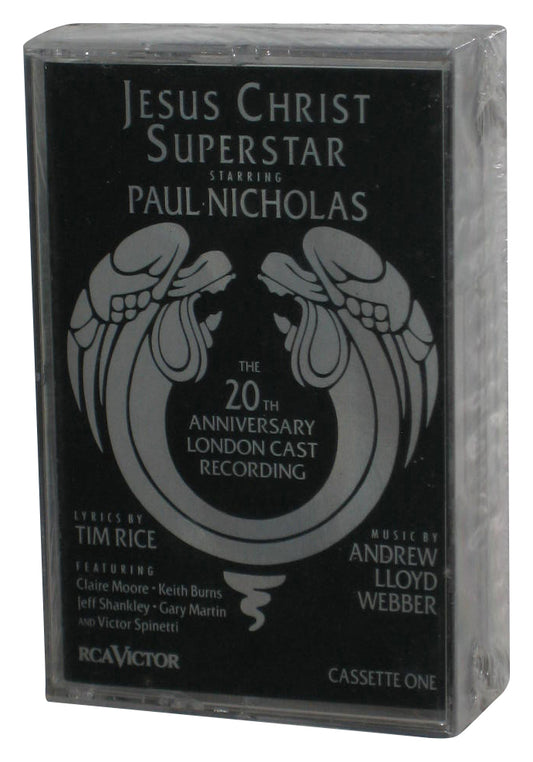 JESUS CHRIST
SUPERSTAR
STARRING
PAUL NICHOLAS
THE
20TH
ANNIVERSARY
LONDON CAST
RECORDING
LYRICS BY
TIM RICE
MUSIC BY
ANDREW
LLOYD
WEBBER
FEATURING
Claire Moore • Keith Burns
Jeff Shankley • Gary Martin
AND Victor Spinetti
RCA VICTOR
CASSETTE ONE